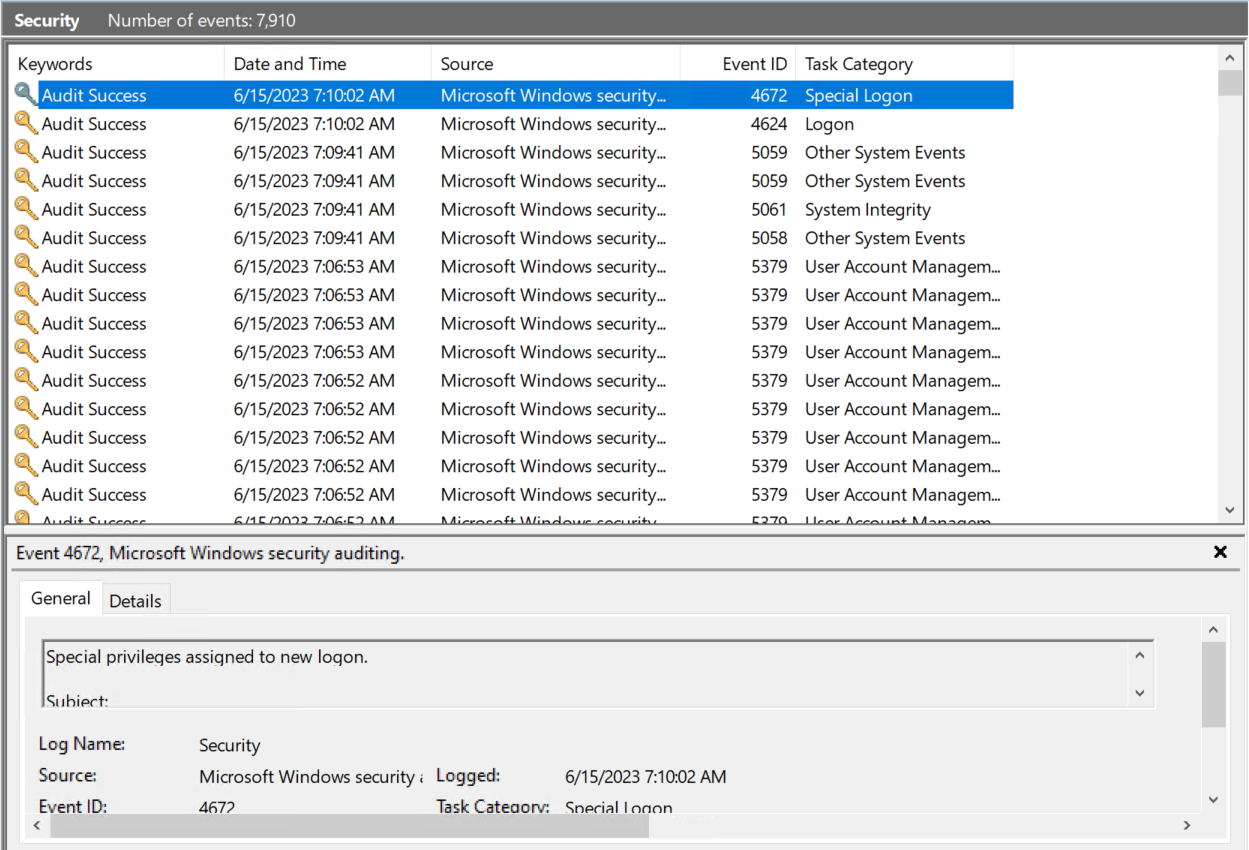 Security Number of events: 7,910
Keywords Date and Time Source Event ID Task Category
Audit Success 6/15/2023 7:10:02 AM Microsoft Windows security... 4672 Special Logon
Audit Success 6/15/2023 7:10:02 AM Microsoft Windows security... 4624 Logon
Audit Success 6/15/2023 7:09:41 AM Microsoft Windows security... 5059 Other System Events
Audit Success 6/15/2023 7:09:41 AM Microsoft Windows security... 5059 Other System Events
Audit Success 6/15/2023 7:09:41 AM Microsoft Windows security... 5061 System Integrity
Audit Success 6/15/2023 7:09:41 AM Microsoft Windows security... 5058 Other System Events
Audit Success 6/15/2023 7:06:53 AM Microsoft Windows security... 5379 User Account Managem...
Audit Success 6/15/2023 7:06:53 AM Microsoft Windows security... 5379 User Account Managem...
Audit Success 6/15/2023 7:06:53 AM Microsoft Windows security... 5379 User Account Managem...
Audit Success 6/15/2023 7:06:53 AM Microsoft Windows security... 5379 User Account Managem...
Audit Success 6/15/2023 7:06:52 AM Microsoft Windows security... 5379 User Account Managem...
Audit Success 6/15/2023 7:06:52 AM Microsoft Windows security... 5379 User Account Managem...
Audit Success 6/15/2023 7:06:52 AM Microsoft Windows security... 5379 User Account Managem...
Audit Success 6/15/2023 7:06:52 AM Microsoft Windows security... 5379 User Account Managem...
Audit Success 6/15/2023 7:06:52 AM Microsoft Windows security... 5379 User Account Managem...
Audit Success 6/15/2023 7:06:52 AM Microsoft Windows security... 5379 User Account Managem...
Event 4672, Microsoft Windows security auditing.
General Details
Special privileges assigned to new logon.
Subject:
Log Name: Security
Source: Microsoft Windows security Logged: 6/15/2023 7:10:02 AM
Event ID: 4672 Task Category: Special Logon